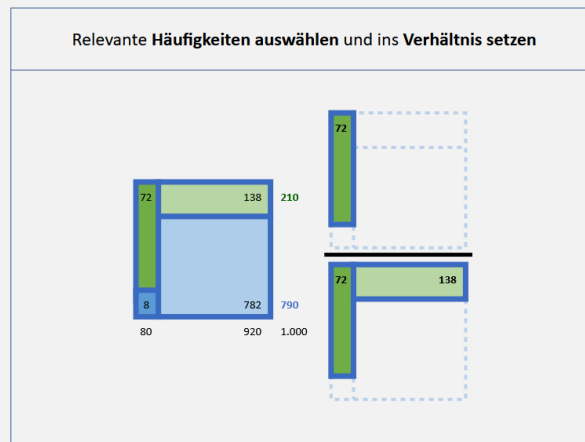 Relevante Häufigkeiten auswählen und ins Verhältnis setzen
72
72 138 210
8 782 790
80 920 1.000
72 138